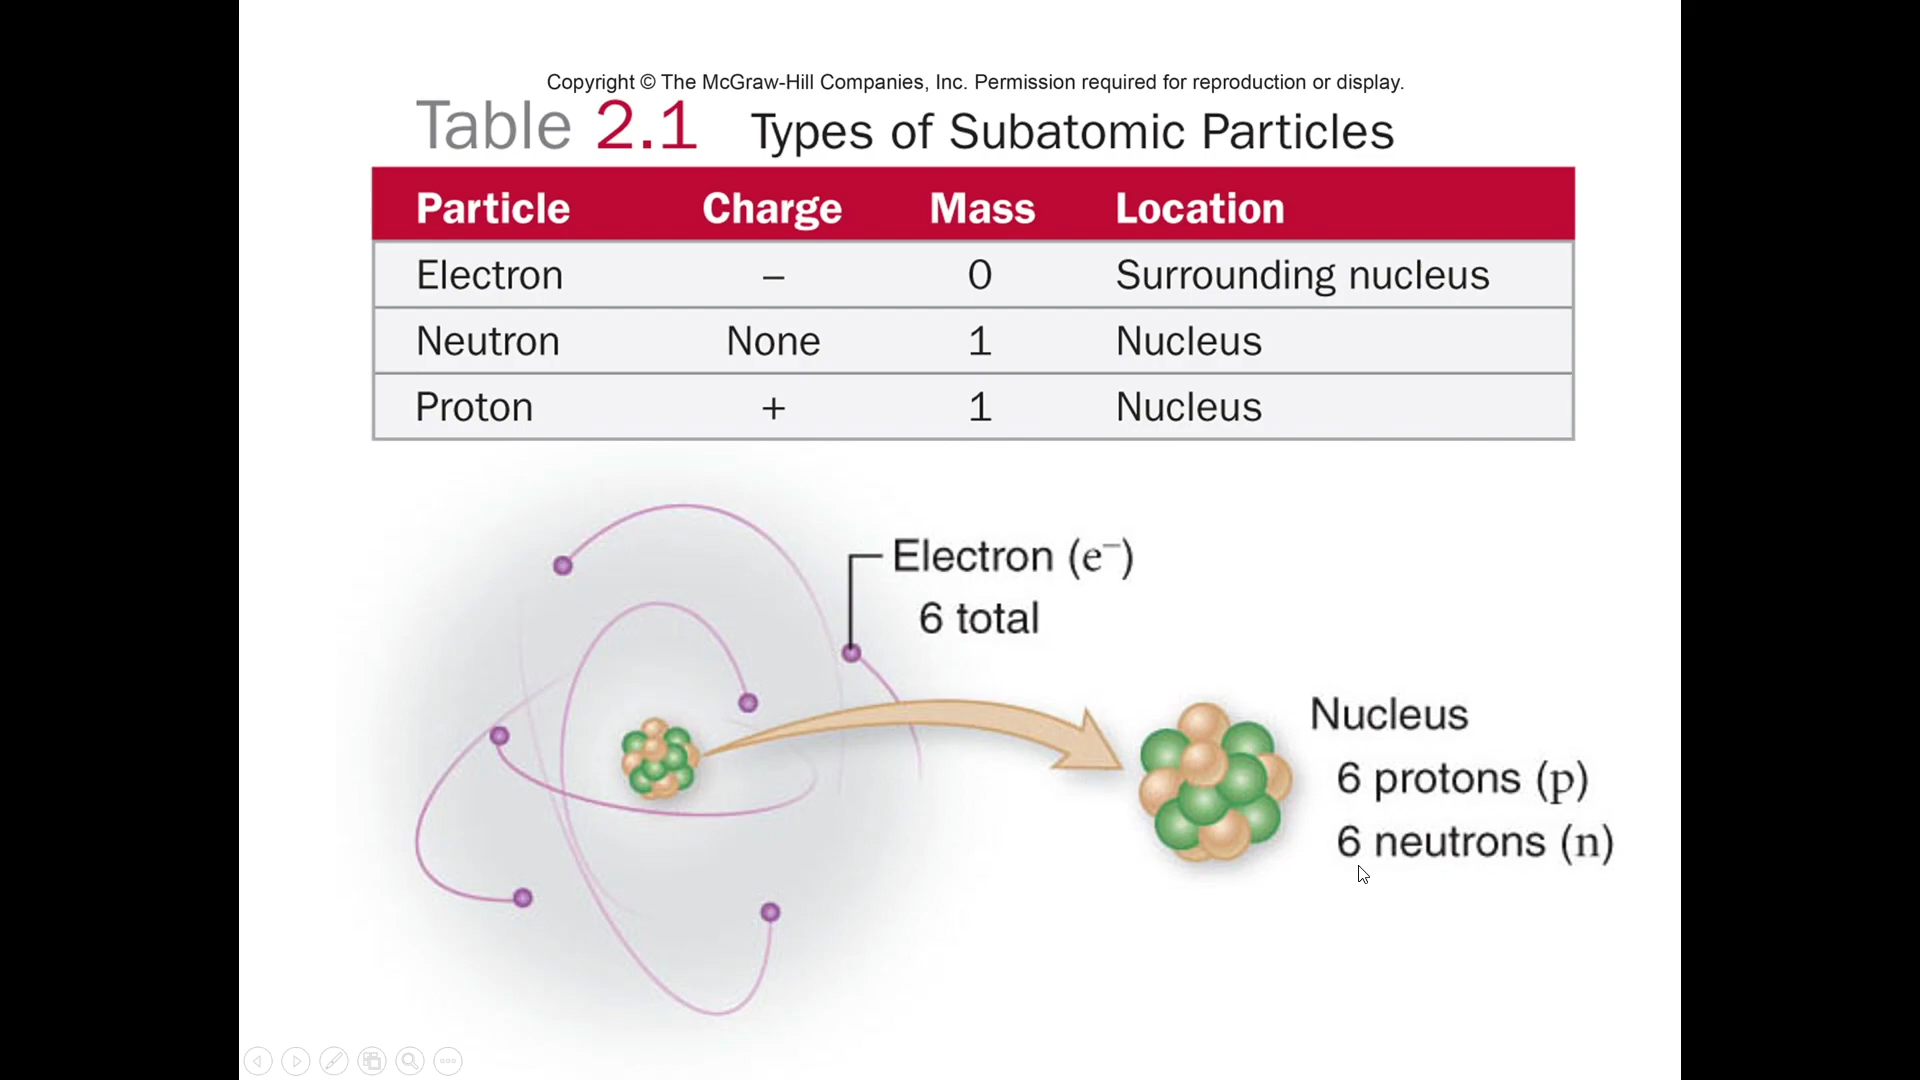 Copyright © The McGraw-Hill Companies, Inc. Permission required for reproduction or display.
Table 2.1 Types of Subatomic Particles
Particle Charge Mass Location
Electron – 0 Surrounding nucleus
Neutron None 1 Nucleus
Proton + 1 Nucleus
Electron (e⁻)
6 total
Nucleus
6 protons (p)
6 neutrons (n)